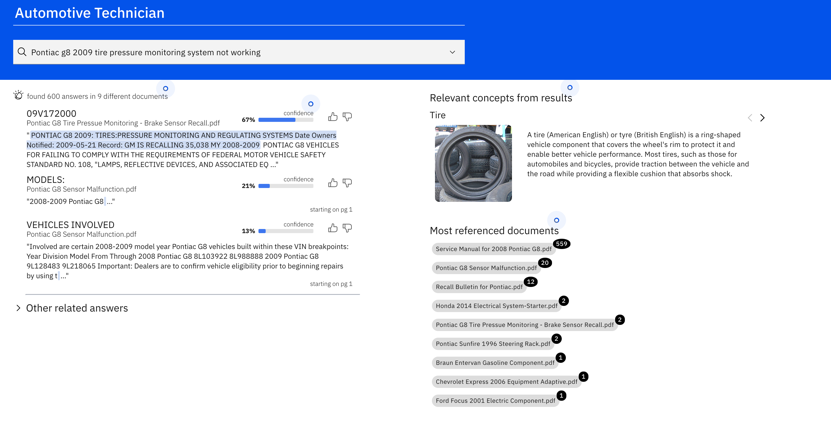 Automotive Technician
Pontiac g8 2009 tire pressure monitoring system not working
found 600 answers in 9 different documents
09V172000
Pontiac G8 Tire Pressue Monitoring - Brake Sensor Recall.pdf
confidence
67%
" PONTIAC G8 2009: TIRES:PRESSURE MONITORING AND REGULATING SYSTEMS Date Owners
Notified: 2009-05-21 Record: GM IS RECALLING 35,038 MY 2008-2009 PONTIAC G8 VEHICLES
FOR FAILING TO COMPLY WITH THE REQUIREMENTS OF FEDERAL MOTOR VEHICLE SAFETY
STANDARD NO. 108, "LAMPS, REFLECTIVE DEVICES, AND ASSOCIATED EQ ..."
MODELS:
Pontiac G8 Sensor Malfunction.pdf
confidence
21%
"2008-2009 Pontiac G8 ..."
starting on pg 1
VEHICLES INVOLVED
Pontiac G8 Sensor Malfunction.pdf
confidence
13%
"Involved are certain 2008-2009 model year Pontiac G8 vehicles built within these VIN breakpoints:
Year Division Model From Through 2008 Pontiac G8 8L103922 8L988888 2009 Pontiac G8
9L128483 9L218065 Important: Dealers are to confirm vehicle eligibility prior to beginning repairs
by using t ..."
starting on pg 1
Other related answers
Relevant concepts from results
Tire
A tire (American English) or tyre (British English) is a ring-shaped
vehicle component that covers the wheel's rim to protect it and
enable better vehicle performance. Most tires, such as those for
automobiles and bicycles, provide traction between the vehicle and
the road while providing a flexible cushion that absorbs shock.
Most referenced documents
Service Manual for 2008 Pontiac G8.pdf 559
Pontiac G8 Sensor Malfunction.pdf 20
Recall Bulletin for Pontiac.pdf 12
Honda 2014 Electrical System-Starter.pdf 2
Pontiac G8 Tire Pressue Monitoring - Brake Sensor Recall.pdf 2
Pontiac Sunfire 1996 Steering Rack.pdf 2
Braun Entervan Gasoline Component.pdf 1
Chevrolet Express 2006 Equipment Adaptive.pdf 1
Ford Focus 2001 Electric Component.pdf 1